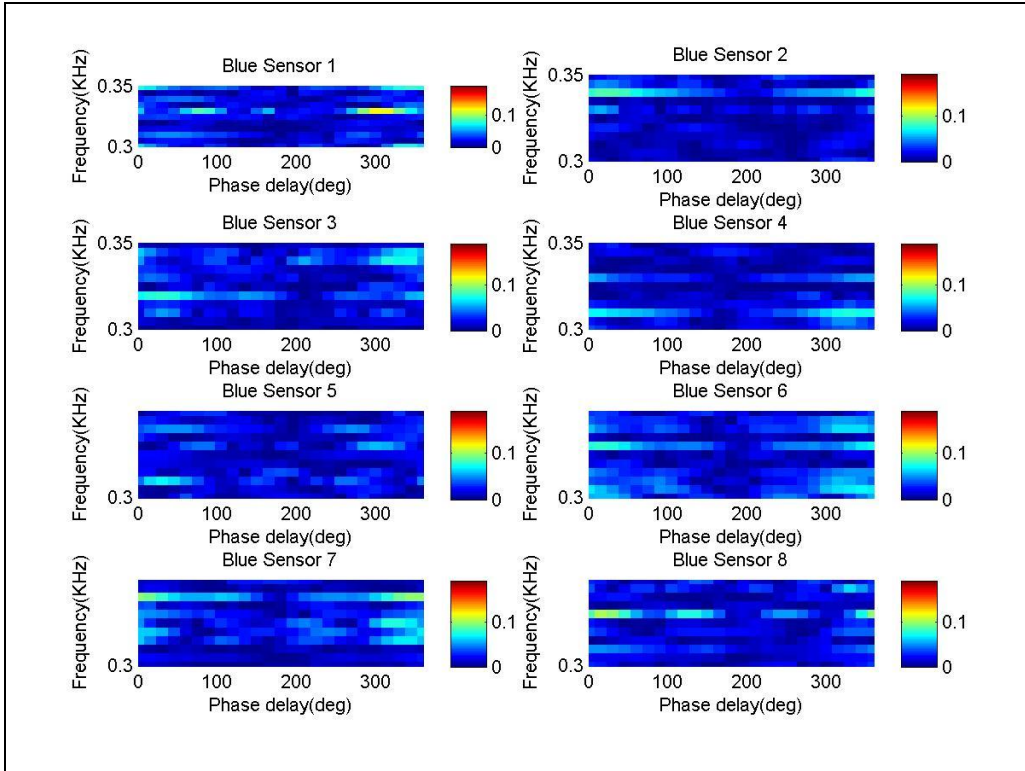 Blue Sensor 1
Frequency(KHz)
0.35
0.3
0 100 200 300
Phase delay(deg)
0.1
0
Blue Sensor 2
Frequency(KHz)
0.35
0.3
0 100 200 300
Phase delay(deg)
0.1
0
Blue Sensor 3
Frequency(KHz)
0.35
0.3
0 100 200 300
Phase delay(deg)
0.1
0
Blue Sensor 4
Frequency(KHz)
0.35
0.3
0 100 200 300
Phase delay(deg)
0.1
0
Blue Sensor 5
Frequency(KHz)
0.3
0 100 200 300
Phase delay(deg)
0.1
0
Blue Sensor 6
Frequency(KHz)
0.3
0 100 200 300
Phase delay(deg)
0.1
0
Blue Sensor 7
Frequency(KHz)
0.3
0 100 200 300
Phase delay(deg)
0.1
0
Blue Sensor 8
Frequency(KHz)
0.3
0 100 200 300
Phase delay(deg)
0.1
0